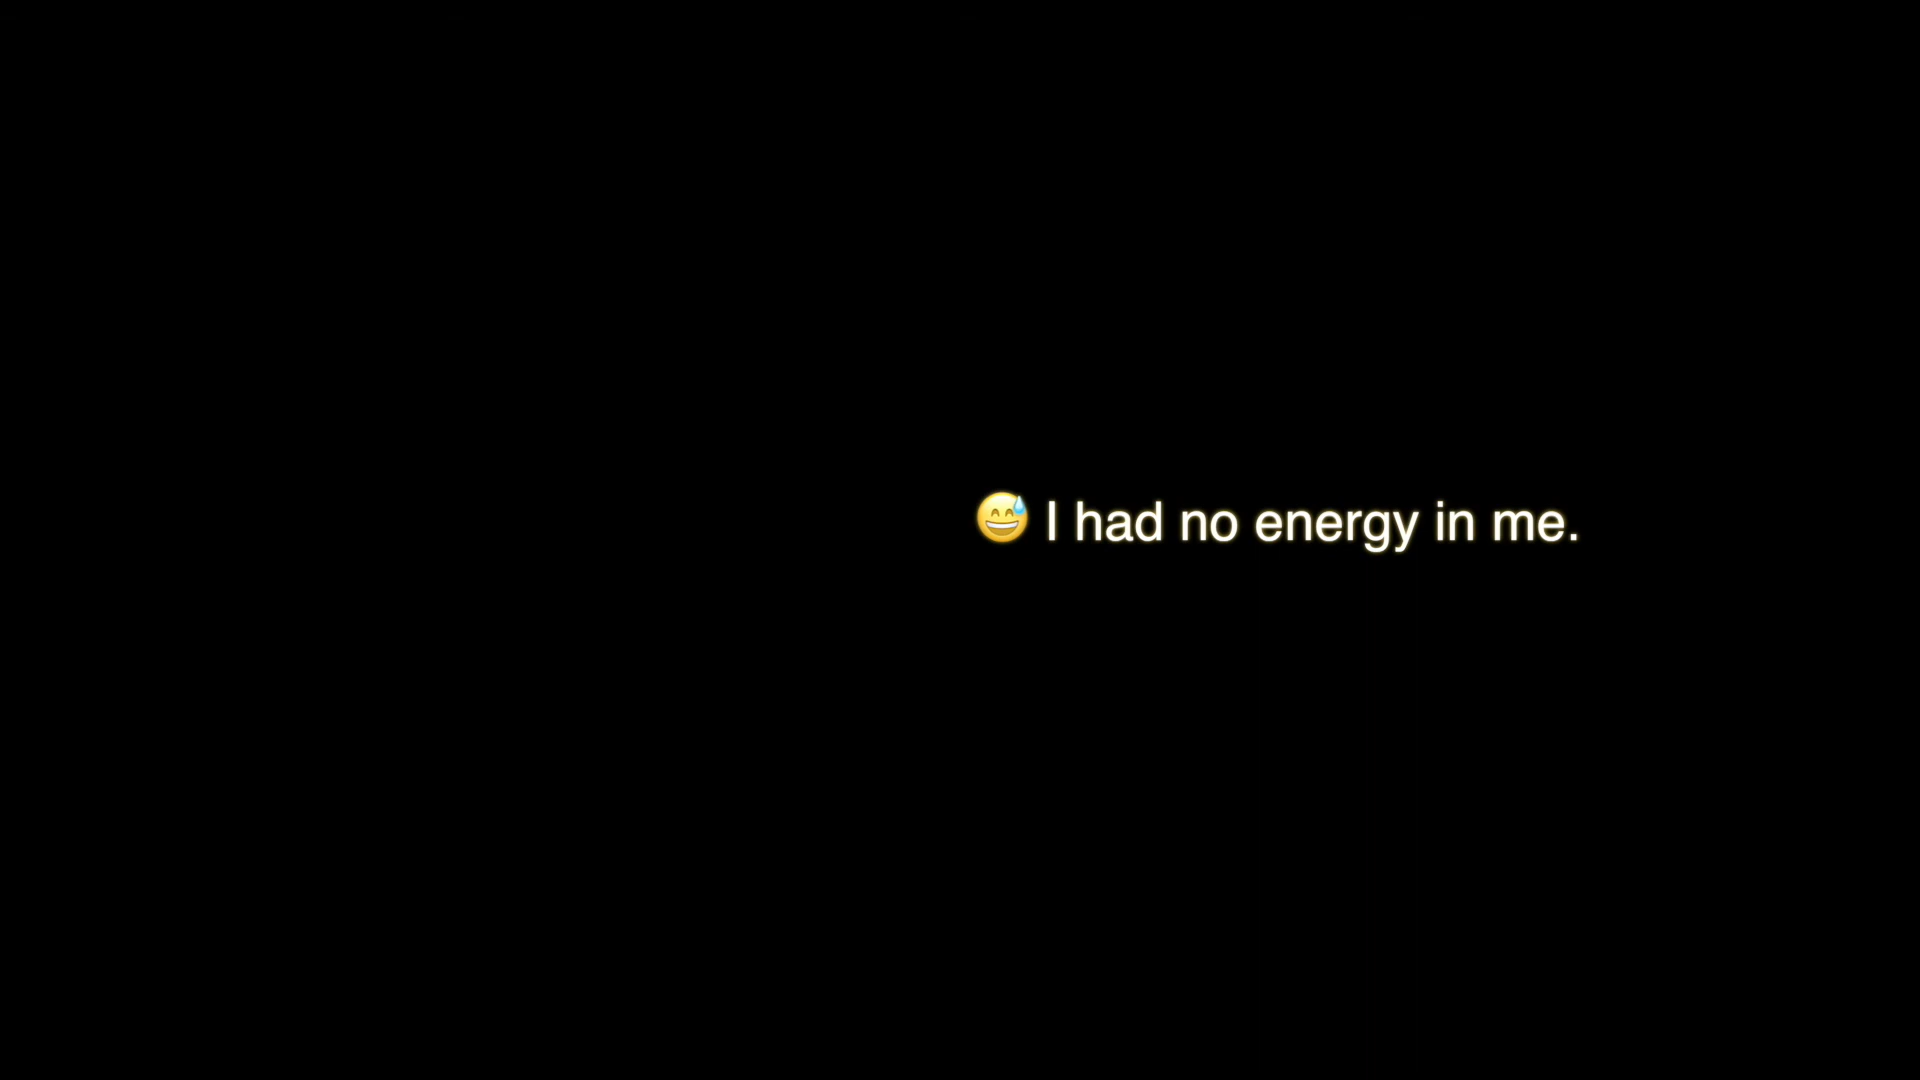 😅 I had no energy in me.